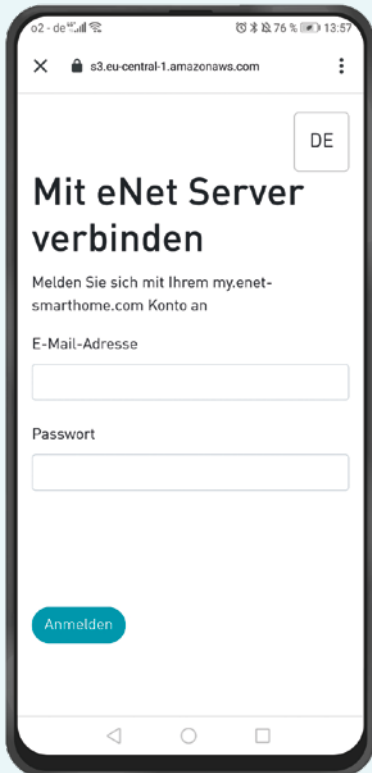 o2 - de 76 % 13:57
s3.eu-central-1.amazonaws.com
DE
Mit eNet Server
verbinden
Melden Sie sich mit Ihrem my.enet-
smarthome.com Konto an
E-Mail-Adresse
Passwort
Anmelden